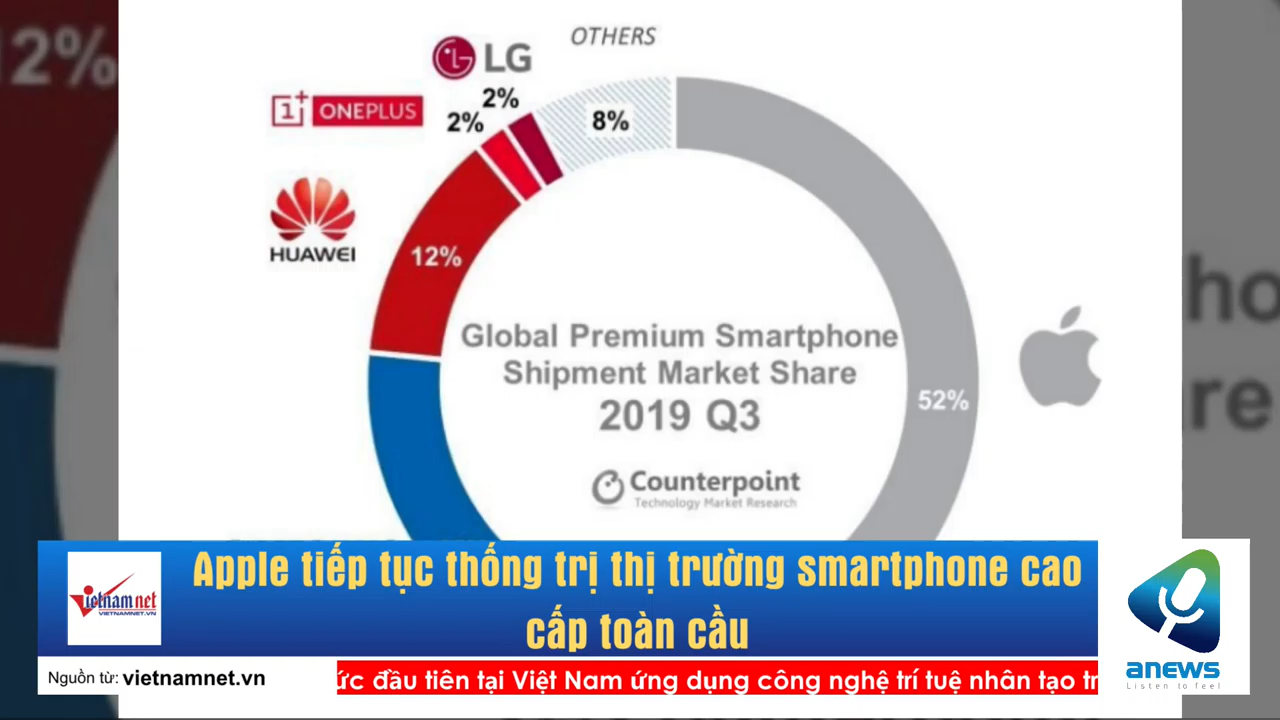 OTHERS
LG
2%
1+ ONEPLUS
2%
8%
HUAWEI
12%
Global Premium Smartphone
Shipment Market Share
2019 Q3
52%
Counterpoint
Technology Market Research
12%
ho
re
Apple tiếp tục thống trị thị trường smartphone cao
cấp toàn cầu
Vietnamnet
VIETNAMNET.VN
Nguồn từ: vietnamnet.vn
ức đầu tiên tại Việt Nam ứng dụng công nghệ trí tuệ nhân tạo tr
anews
Listen to feel